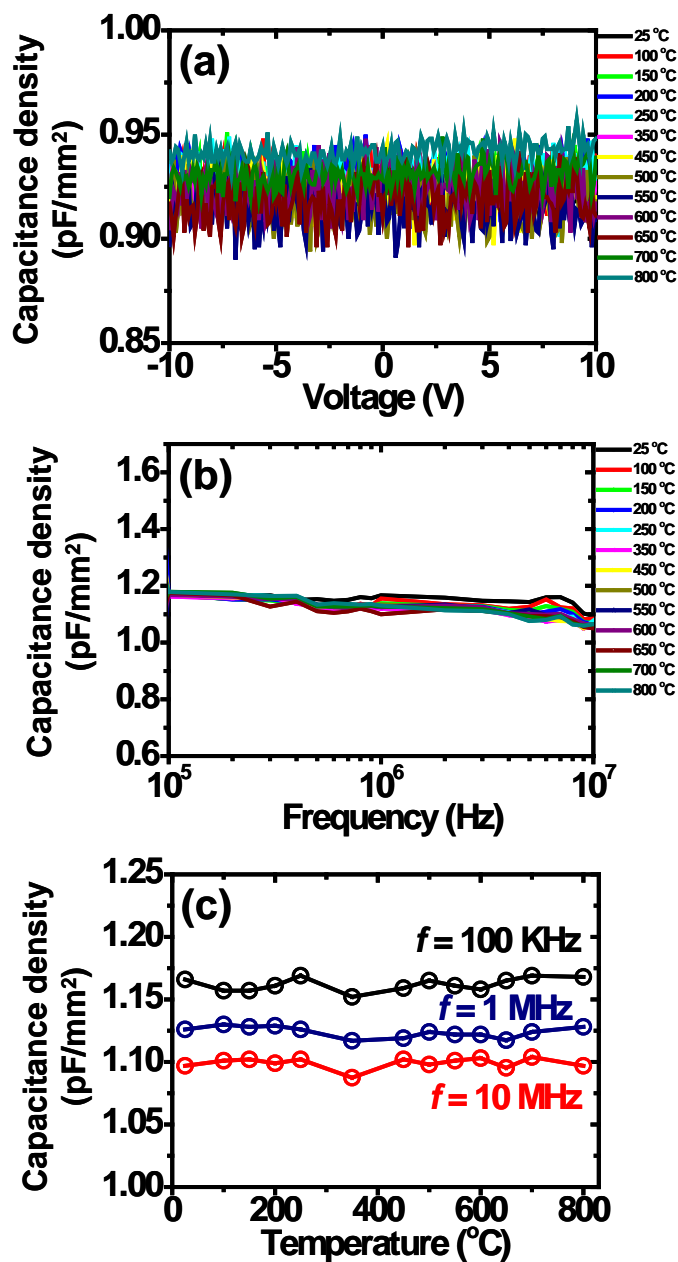 (a)
Capacitance density
(pF/mm²)
1.00
0.95
0.90
0.85
-10 -5 0 5 10
Voltage (V)
25 °C
100 °C
150 °C
200 °C
250 °C
350 °C
450 °C
500 °C
550 °C
600 °C
650 °C
700 °C
800 °C
(b)
Capacitance density
(pF/mm²)
1.6
1.4
1.2
1.0
0.8
0.6
10⁵ 10⁶ 10⁷
Frequency (Hz)
25 °C
100 °C
150 °C
200 °C
250 °C
350 °C
450 °C
500 °C
550 °C
600 °C
650 °C
700 °C
800 °C
(c)
Capacitance density
(pF/mm²)
1.25
1.20
1.15
1.10
1.05
1.00
f = 100 KHz
f = 1 MHz
f = 10 MHz
0 200 400 600 800
Temperature (°C)